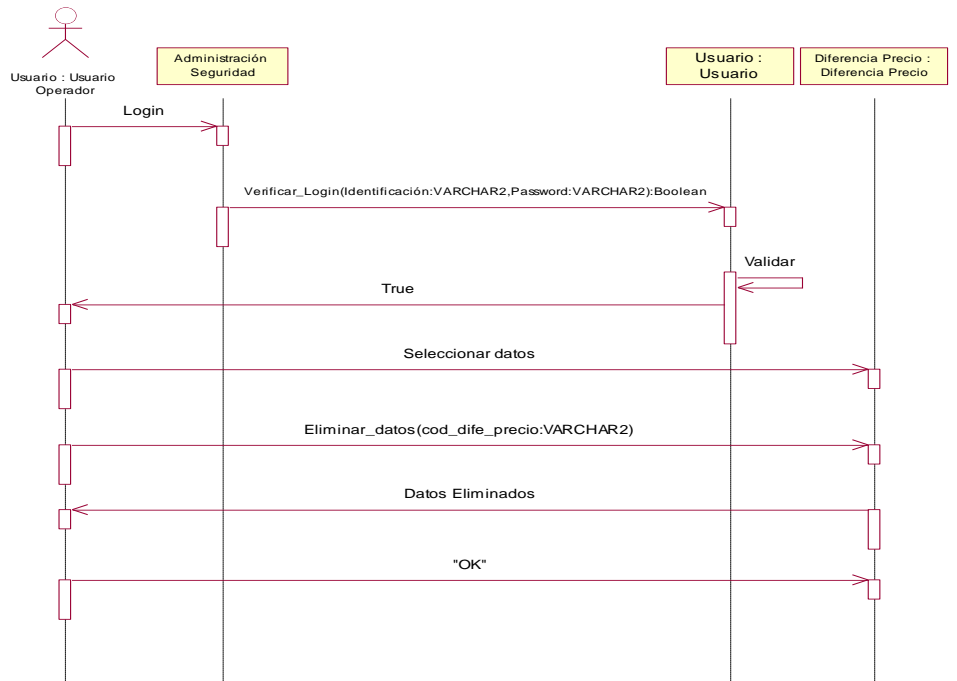 Usuario : Usuario
Operador
Administración
Seguridad
Usuario :
Usuario
Diferencia Precio :
Diferencia Precio
Login
Verificar_Login(Identificación:VARCHAR2,Password:VARCHAR2):Boolean
Validar
True
Seleccionar datos
Eliminar_datos(cod_dife_precio:VARCHAR2)
Datos Eliminados
"OK"